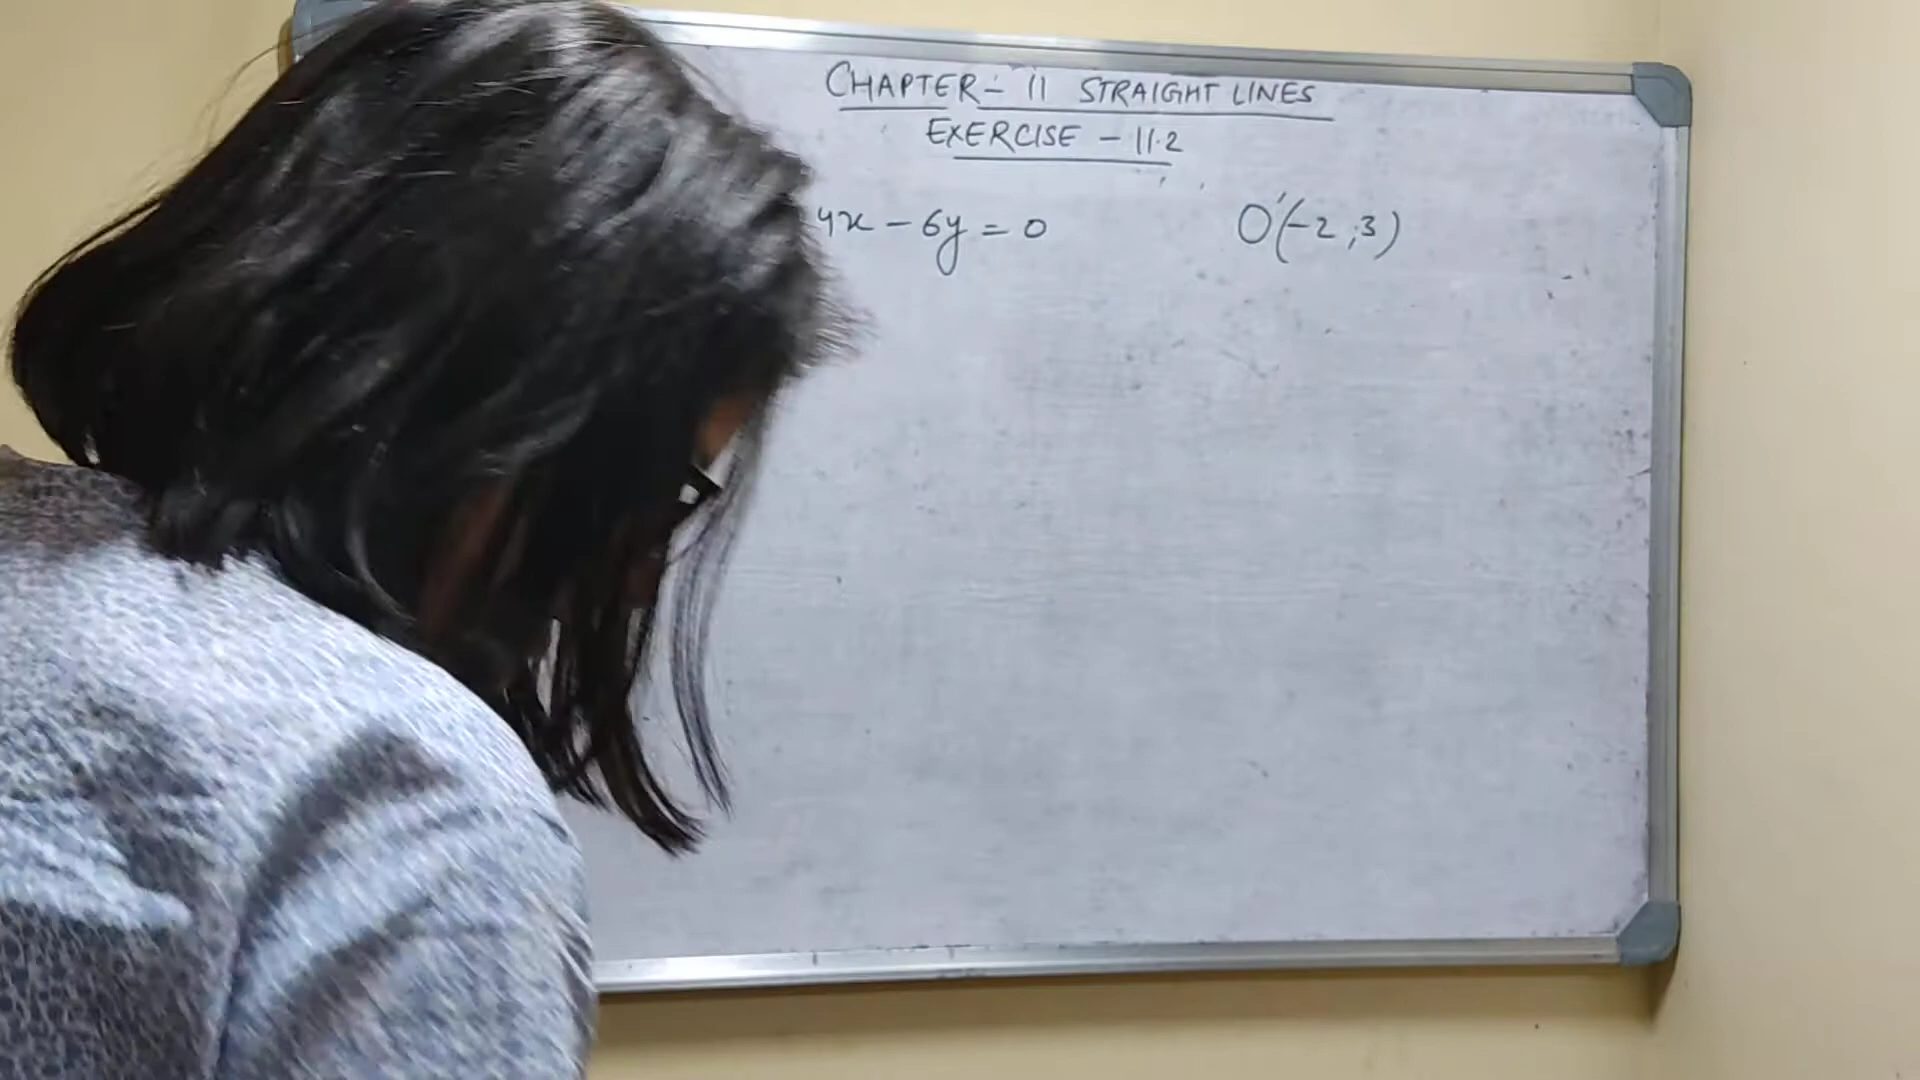 CHAPTER- 11 STRAIGHT LINES
EXERCISE - 11.2
4x - 6y = 0 O'(-2,3)